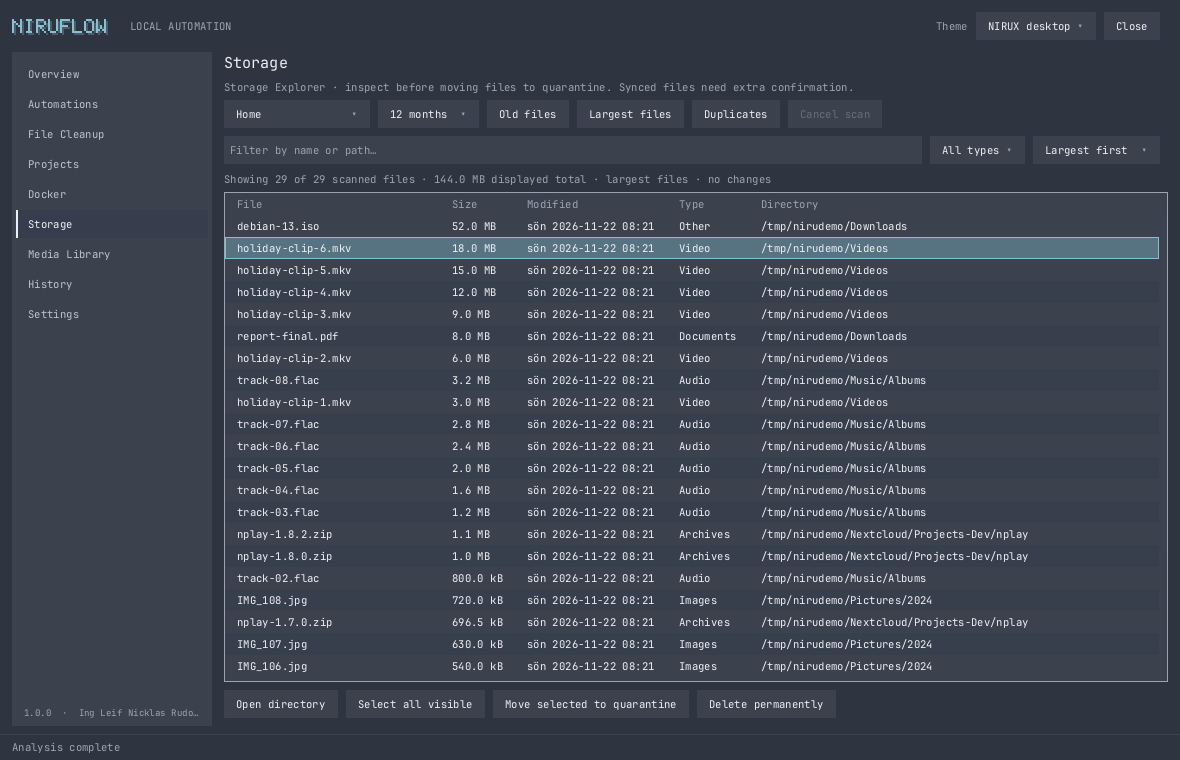 NIRUFLOW LOCAL AUTOMATION Theme NIRUX desktop Close
Overview
Automations
File Cleanup
Projects
Docker
Storage
Media Library
History
Settings
1.0.0 · Ing Leif Nicklas Rudo…
Storage
Storage Explorer · inspect before moving files to quarantine. Synced files need extra confirmation.
Home 12 months Old files Largest files Duplicates Cancel scan
Filter by name or path… All types Largest first
Showing 29 of 29 scanned files · 144.0 MB displayed total · largest files · no changes
File Size Modified Type Directory
debian-13.iso 52.0 MB sön 2026-11-22 08:21 Other /tmp/nirudemo/Downloads
holiday-clip-6.mkv 18.0 MB sön 2026-11-22 08:21 Video /tmp/nirudemo/Videos
holiday-clip-5.mkv 15.0 MB sön 2026-11-22 08:21 Video /tmp/nirudemo/Videos
holiday-clip-4.mkv 12.0 MB sön 2026-11-22 08:21 Video /tmp/nirudemo/Videos
holiday-clip-3.mkv 9.0 MB sön 2026-11-22 08:21 Video /tmp/nirudemo/Videos
report-final.pdf 8.0 MB sön 2026-11-22 08:21 Documents /tmp/nirudemo/Downloads
holiday-clip-2.mkv 6.0 MB sön 2026-11-22 08:21 Video /tmp/nirudemo/Videos
track-08.flac 3.2 MB sön 2026-11-22 08:21 Audio /tmp/nirudemo/Music/Albums
holiday-clip-1.mkv 3.0 MB sön 2026-11-22 08:21 Video /tmp/nirudemo/Videos
track-07.flac 2.8 MB sön 2026-11-22 08:21 Audio /tmp/nirudemo/Music/Albums
track-06.flac 2.4 MB sön 2026-11-22 08:21 Audio /tmp/nirudemo/Music/Albums
track-05.flac 2.0 MB sön 2026-11-22 08:21 Audio /tmp/nirudemo/Music/Albums
track-04.flac 1.6 MB sön 2026-11-22 08:21 Audio /tmp/nirudemo/Music/Albums
track-03.flac 1.2 MB sön 2026-11-22 08:21 Audio /tmp/nirudemo/Music/Albums
nplay-1.8.2.zip 1.1 MB sön 2026-11-22 08:21 Archives /tmp/nirudemo/Nextcloud/Projects-Dev/nplay
nplay-1.8.0.zip 1.0 MB sön 2026-11-22 08:21 Archives /tmp/nirudemo/Nextcloud/Projects-Dev/nplay
track-02.flac 800.0 kB sön 2026-11-22 08:21 Audio /tmp/nirudemo/Music/Albums
IMG_108.jpg 720.0 kB sön 2026-11-22 08:21 Images /tmp/nirudemo/Pictures/2024
nplay-1.7.0.zip 696.5 kB sön 2026-11-22 08:21 Archives /tmp/nirudemo/Nextcloud/Projects-Dev/nplay
IMG_107.jpg 630.0 kB sön 2026-11-22 08:21 Images /tmp/nirudemo/Pictures/2024
IMG_106.jpg 540.0 kB sön 2026-11-22 08:21 Images /tmp/nirudemo/Pictures/2024
Open directory Select all visible Move selected to quarantine Delete permanently
Analysis complete